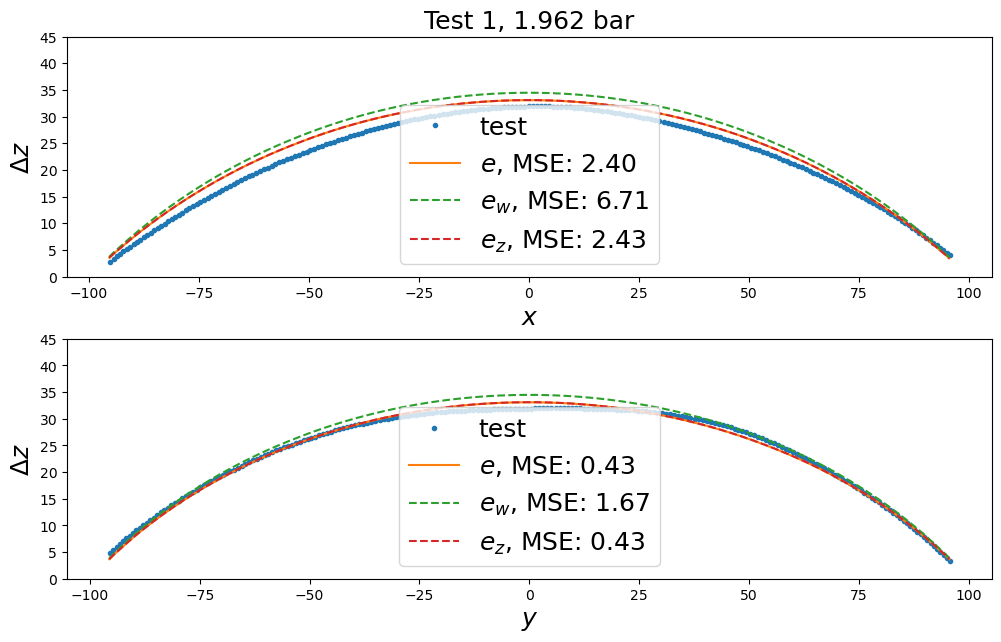 Test 1, 1.962 bar
45
40
35
30
25
20
15
10
5
0
Δz
test
e, MSE: 2.40
e_w, MSE: 6.71
e_z, MSE: 2.43
−100 −75 −50 −25 0 25 50 75 100
x
45
40
35
30
25
20
15
10
5
0
Δz
test
e, MSE: 0.43
e_w, MSE: 1.67
e_z, MSE: 0.43
−100 −75 −50 −25 0 25 50 75 100
y